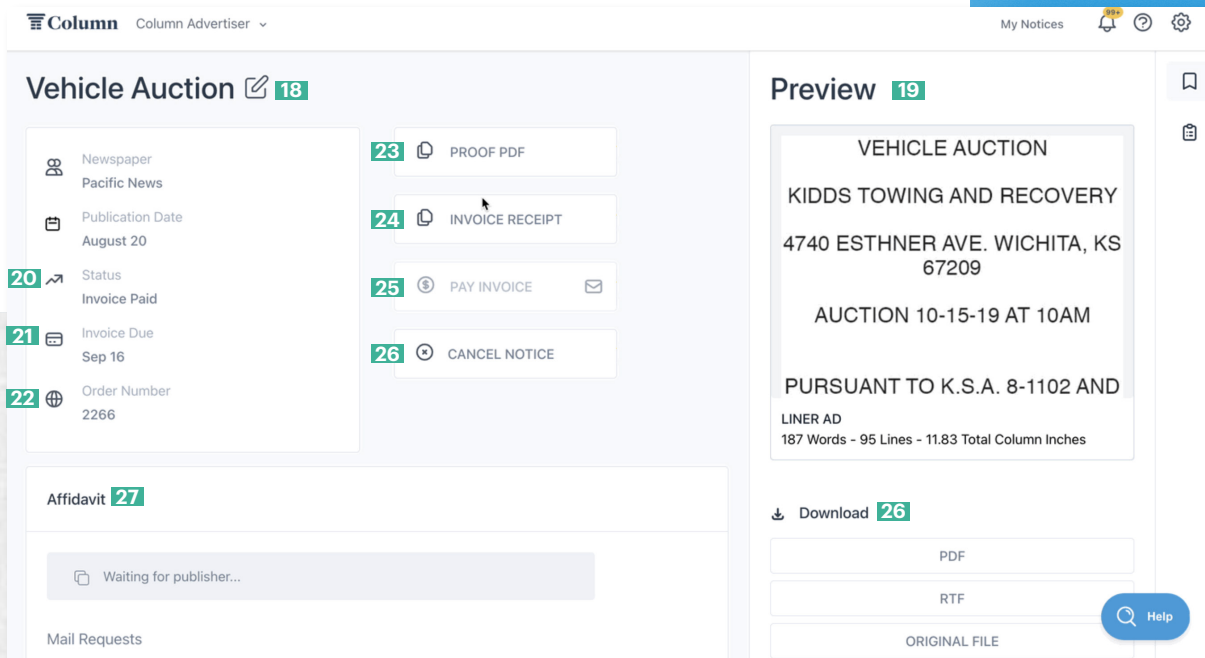 Column Column Advertiser
My Notices 99+
Vehicle Auction 18
Newspaper
Pacific News
Publication Date
August 20
20 Status
Invoice Paid
21 Invoice Due
Sep 16
22 Order Number
2266
23 PROOF PDF
24 INVOICE RECEIPT
25 PAY INVOICE
26 CANCEL NOTICE
Affidavit 27
Waiting for publisher...
Mail Requests
Preview 19
VEHICLE AUCTION
KIDDS TOWING AND RECOVERY
4740 ESTHNER AVE. WICHITA, KS
67209
AUCTION 10-15-19 AT 10AM
PURSUANT TO K.S.A. 8-1102 AND
LINER AD
187 Words - 95 Lines - 11.83 Total Column Inches
Download 26
PDF
RTF
ORIGINAL FILE
Help